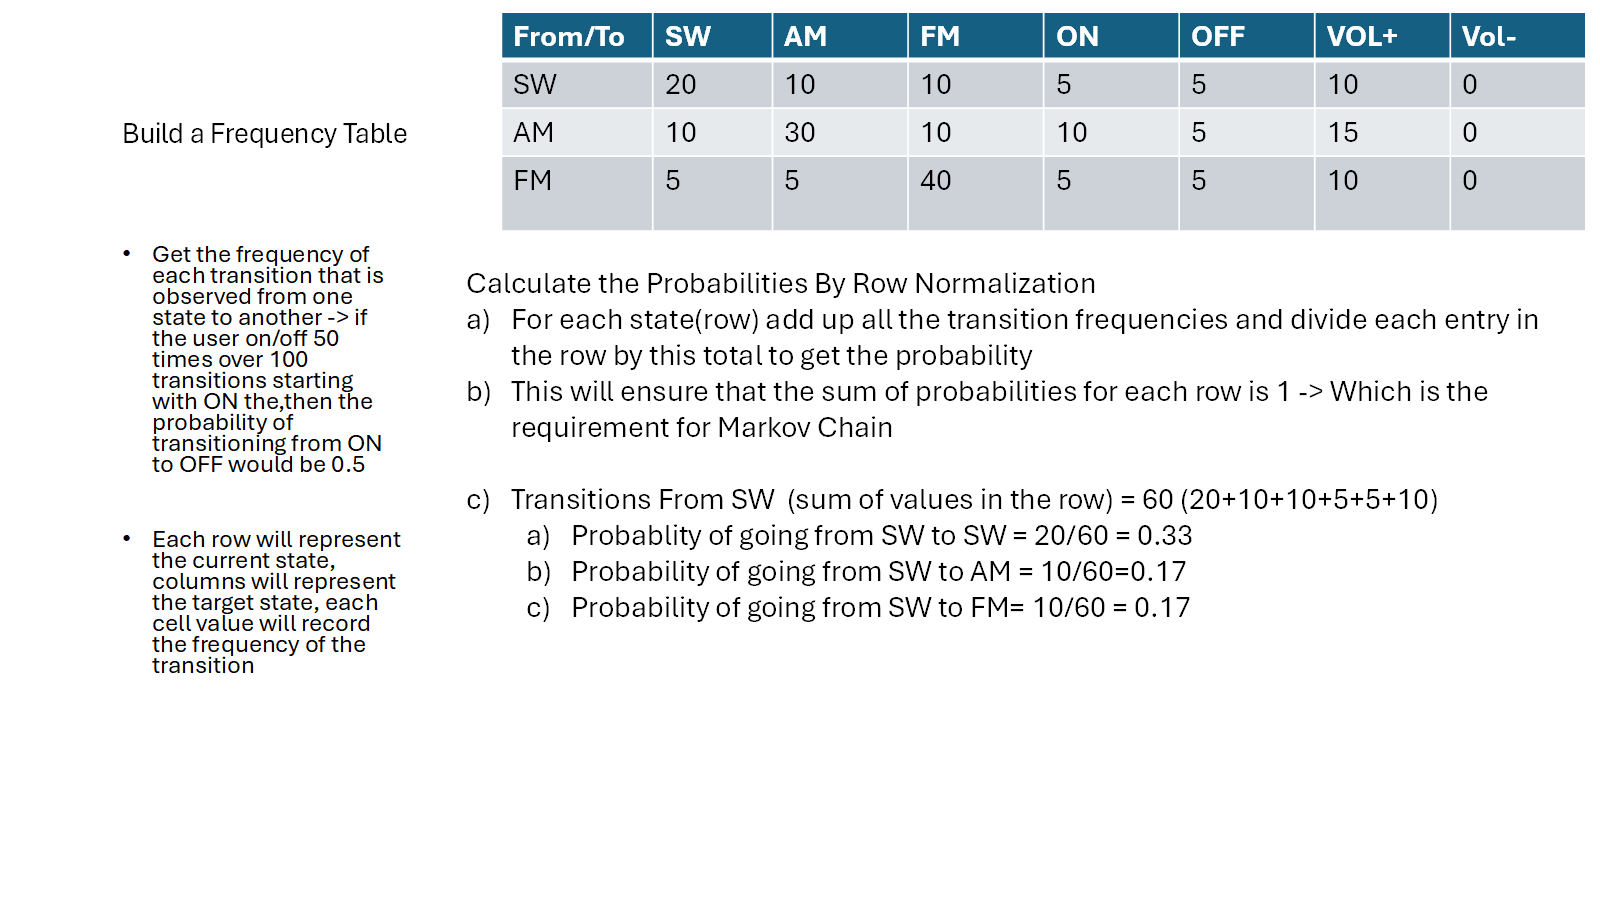 Build a Frequency Table
• Get the frequency of
each transition that is
observed from one
state to another -> if
the user on/off 50
times over 100
transitions starting
with ON the,then the
probability of
transitioning from ON
to OFF would be 0.5
• Each row will represent
the current state,
columns will represent
the target state, each
cell value will record
the frequency of the
transition
From/To SW AM FM ON OFF VOL+ Vol-
SW 20 10 10 5 5 10 0
AM 10 30 10 10 5 15 0
FM 5 5 40 5 5 10 0
Calculate the Probabilities By Row Normalization
a) For each state(row) add up all the transition frequencies and divide each entry in
the row by this total to get the probability
b) This will ensure that the sum of probabilities for each row is 1 -> Which is the
requirement for Markov Chain
c) Transitions From SW (sum of values in the row) = 60 (20+10+10+5+5+10)
a) Probablity of going from SW to SW = 20/60 = 0.33
b) Probability of going from SW to AM = 10/60=0.17
c) Probability of going from SW to FM= 10/60 = 0.17